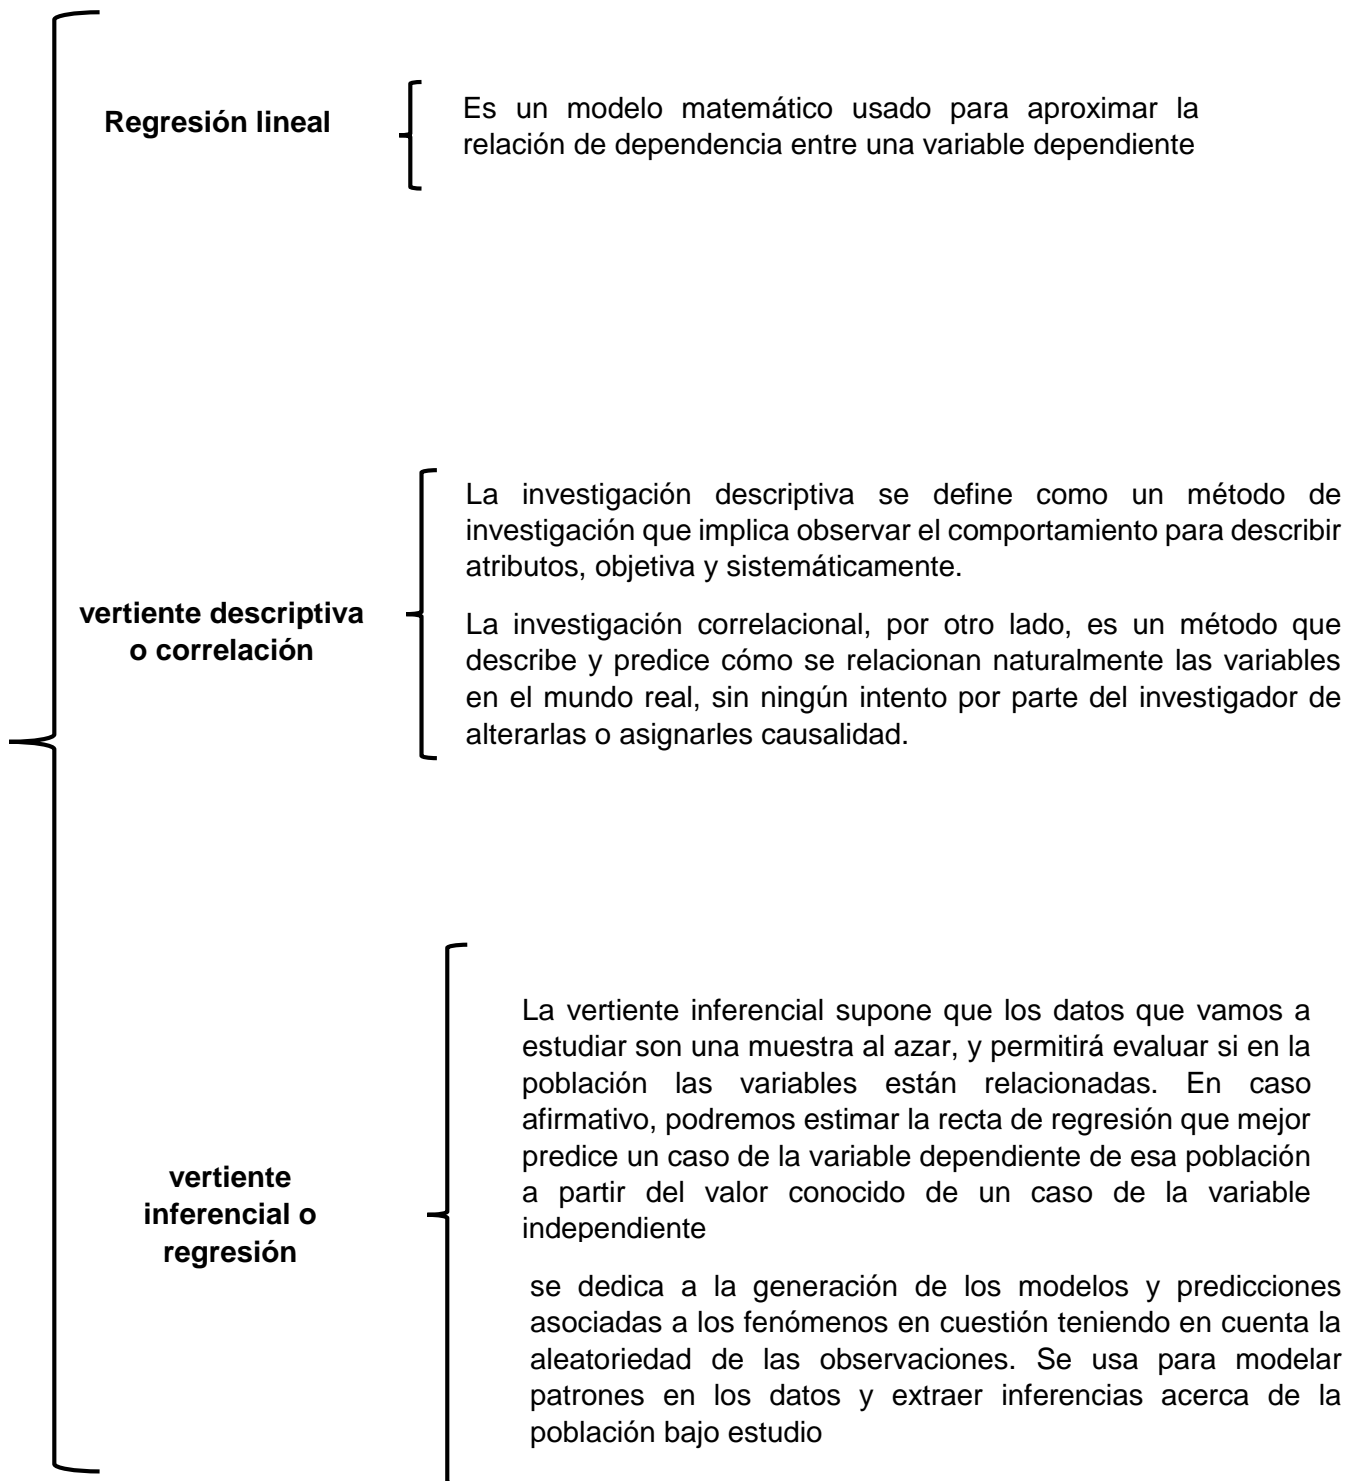 Regresión lineal
Es un modelo matemático usado para aproximar la
relación de dependencia entre una variable dependiente
vertiente descriptiva
o correlación
La investigación descriptiva se define como un método de
investigación que implica observar el comportamiento para describir
atributos, objetiva y sistemáticamente.
La investigación correlacional, por otro lado, es un método que
describe y predice cómo se relacionan naturalmente las variables
en el mundo real, sin ningún intento por parte del investigador de
alterarlas o asignarles causalidad.
vertiente
inferencial o
regresión
La vertiente inferencial supone que los datos que vamos a
estudiar son una muestra al azar, y permitirá evaluar si en la
población las variables están relacionadas. En caso
afirmativo, podremos estimar la recta de regresión que mejor
predice un caso de la variable dependiente de esa población
a partir del valor conocido de un caso de la variable
independiente
se dedica a la generación de los modelos y predicciones
asociadas a los fenómenos en cuestión teniendo en cuenta la
aleatoriedad de las observaciones. Se usa para modelar
patrones en los datos y extraer inferencias acerca de la
población bajo estudio